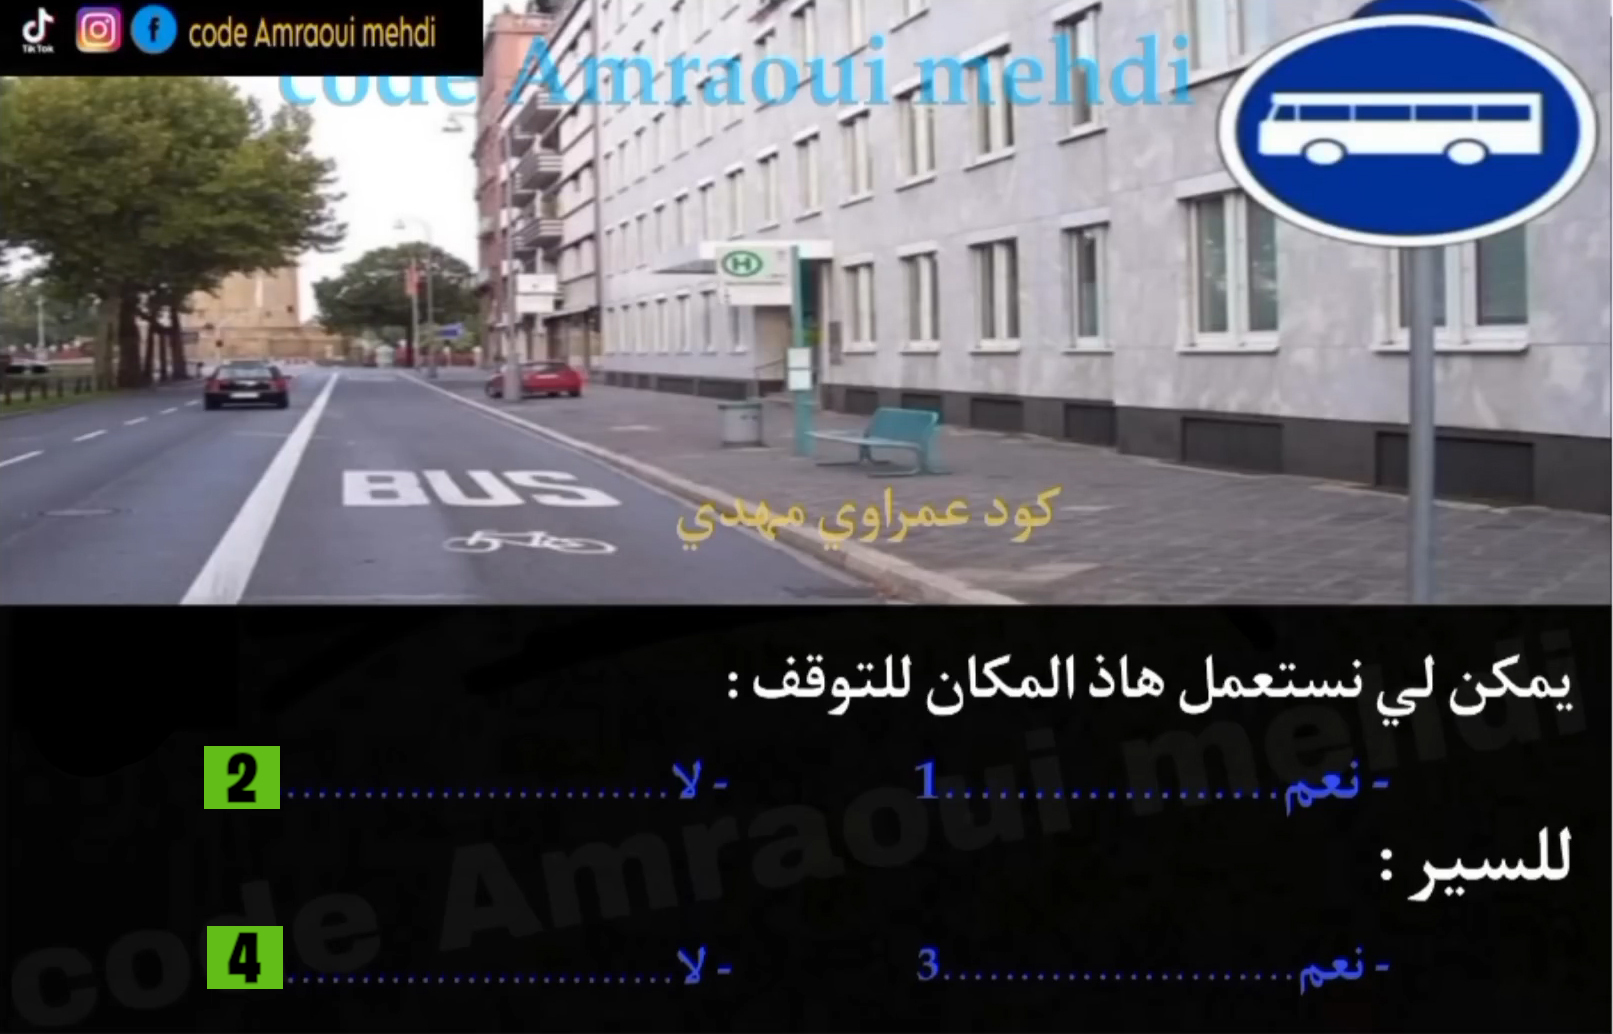 TikTok code Amraoui mehdi
code Amraoui mehdi
H
BUS
كود عمراوي مهدي
يمكن لي نستعمل هاذ المكان للتوقف :
- نعم....................1 - لا.........................2
للسير :
- نعم.......................3 - لا.........................4
code Amraoui mehdi